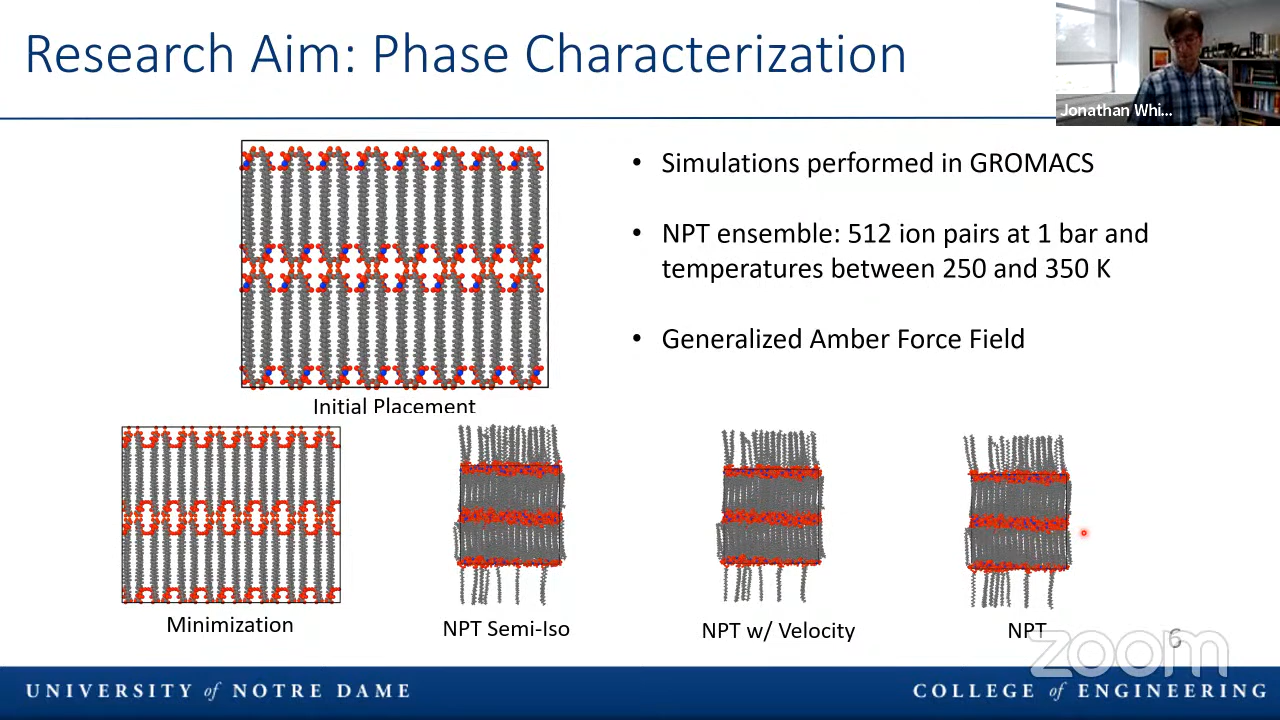 Research Aim: Phase Characterization
Jonathan Whi...
• Simulations performed in GROMACS
• NPT ensemble: 512 ion pairs at 1 bar and
temperatures between 250 and 350 K
• Generalized Amber Force Field
Initial Placement
Minimization
NPT Semi-Iso
NPT w/ Velocity
NPT
6
zoom
UNIVERSITY of NOTRE DAME
COLLEGE of ENGINEERING